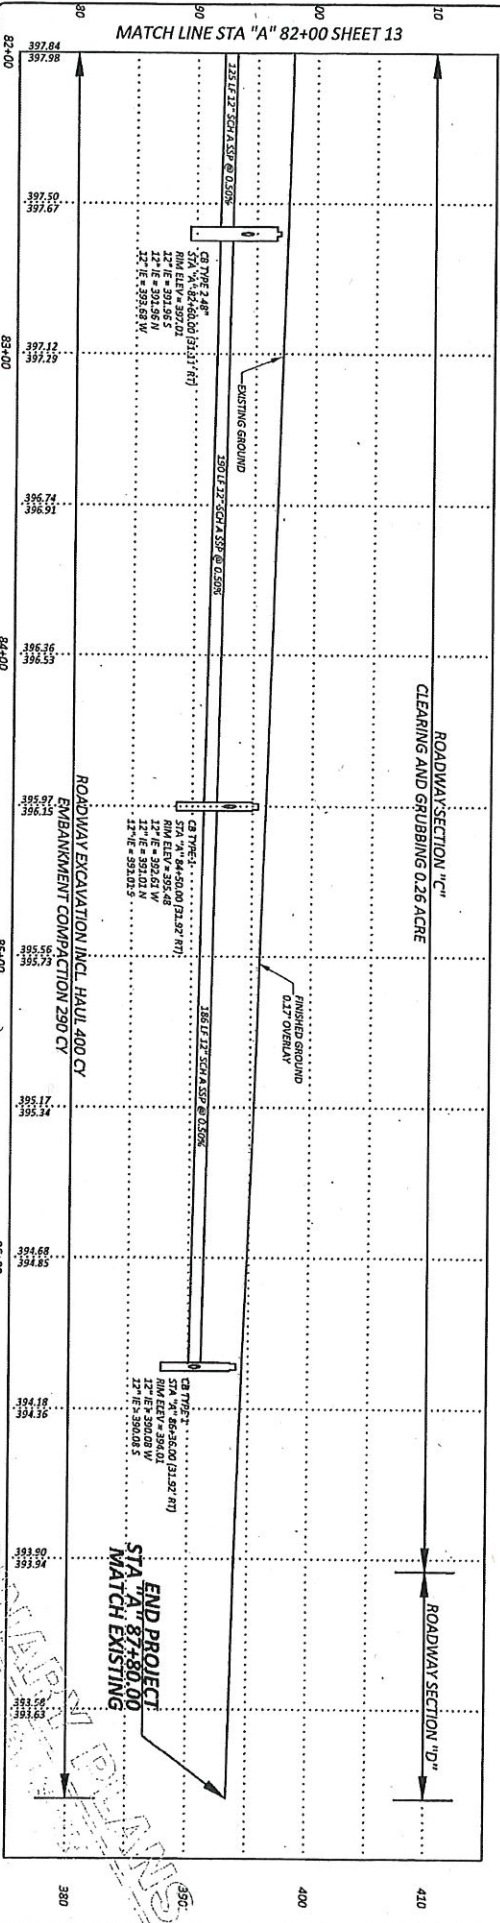 MATCH LINE STA "A" 82+00 SHEET 13
10
90
80
ROADWAY SECTION "C"
CLEARING AND GRUBBING 0.26 ACRE
ROADWAY SECTION "D"
410
400
390
380
125 LF 12" SCH A SSP @ 0.50%
190 LF 12" SCH A SSP @ 0.50%
186 LF 12" SCH A SSP @ 0.50%
EXISTING GROUND
FINISHED GROUND
0.17' OVERLAY
CB TYPE 2 48"
STA "A" 82+60.00 (31.11' RT)
RIM ELEV = 397.01
12" IE = 391.96 S
12" IE = 391.96 N
12" IE = 393.68 W
CB TYPE 1
STA "A" 84+50.00 (31.92' RT)
RIM ELEV = 395.48
12" IE = 392.61 W
12" IE = 391.01 N
12" IE = 391.01 S
CB TYPE 1
STA "A" 86+36.00 (31.92' RT)
RIM ELEV = 394.01
12" IE = 390.08 W
12" IE = 390.08 S
END PROJECT
STA "A" 87+80.00
MATCH EXISTING
ROADWAY EXCAVATION INCL. HAUL 400 CY
EMBANKMENT COMPACTION 290 CY
397.84
397.98
397.50
397.67
397.12
397.29
396.74
396.91
396.36
396.53
395.97
396.15
395.56
395.73
395.17
395.34
394.68
394.85
394.18
394.36
393.90
393.94
393.58
393.63
82+00
83+00
84+00
PLANS